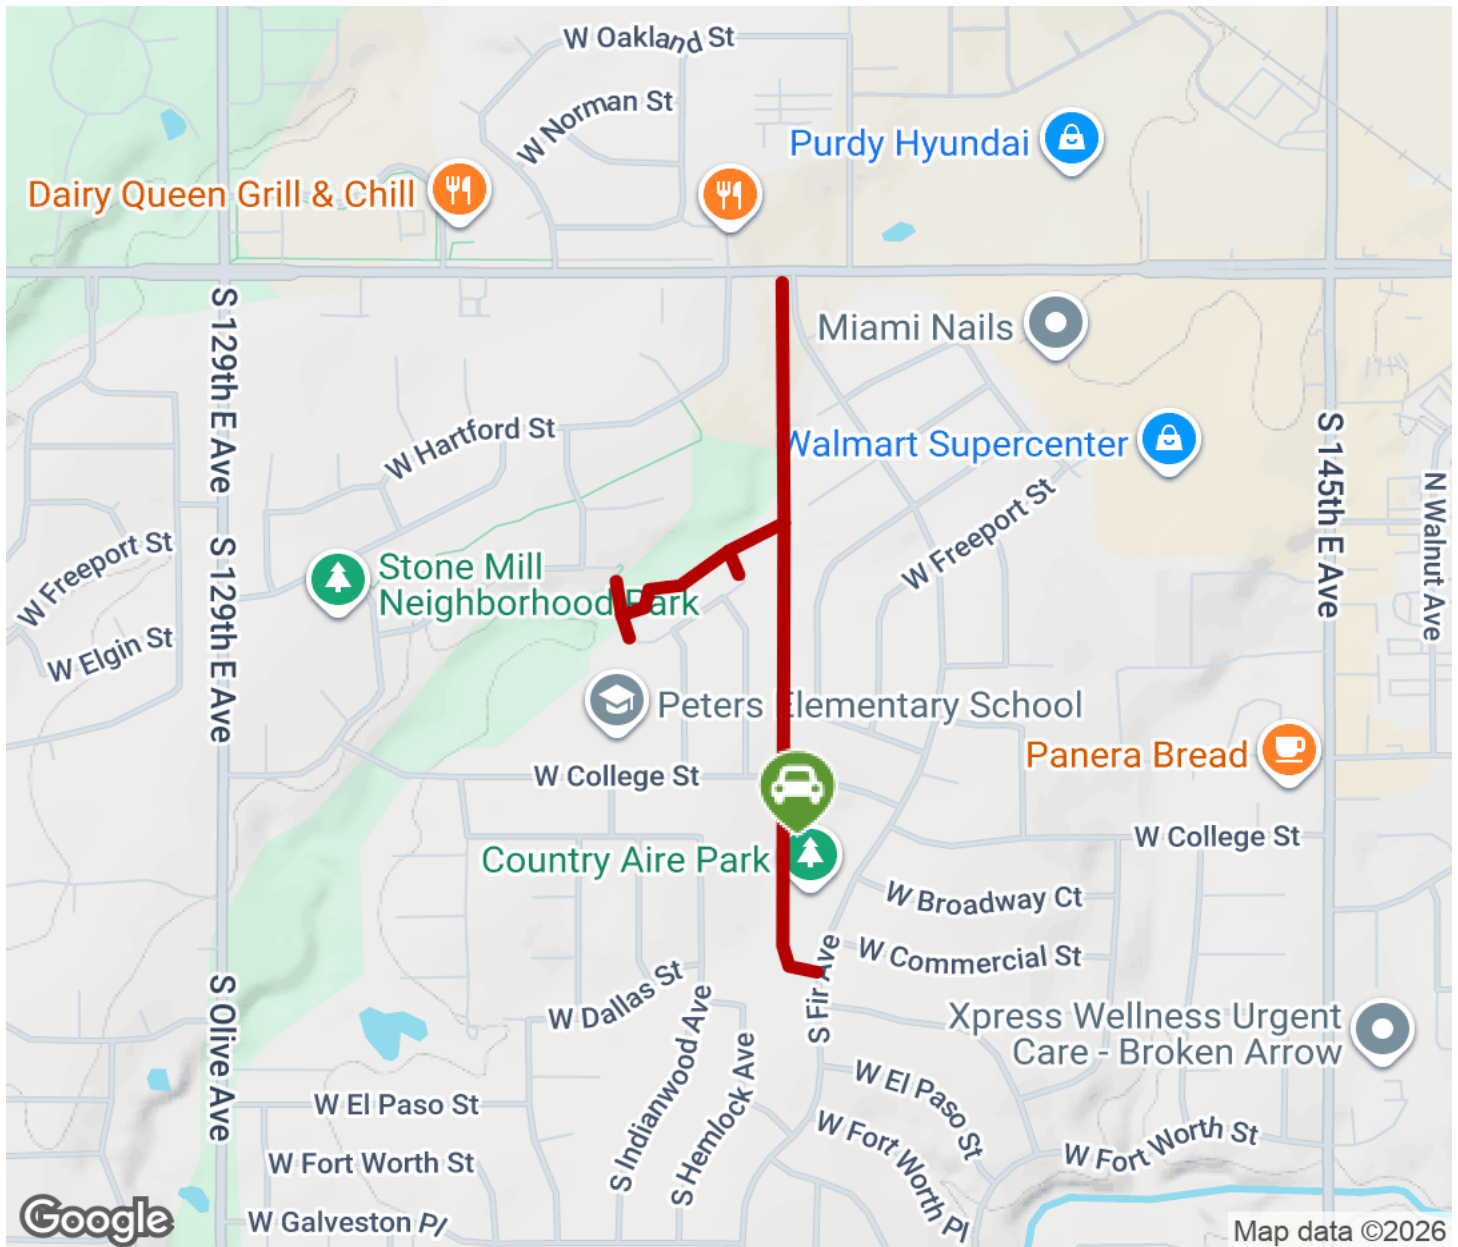 W Oakland St
W Norman St
Purdy Hyundai
Dairy Queen Grill & Chill
S 129th E Ave
Miami Nails
W Hartford St
Walmart Supercenter
S 145th E Ave
N Walnut Ave
W Freeport St
W Freeport St
S 129th E Ave
Stone Mill
Neighborhood Park
W Elgin St
Peters Elementary School
Panera Bread
W College St
W College St
Country Aire Park
W Broadway Ct
W Commercial St
S Fir Ave
W Dallas St
S Olive Ave
S Indianwood Ave
S Hemlock Ave
Xpress Wellness Urgent
Care - Broken Arrow
W El Paso St
W El Paso St
W Fort Worth St
W Fort Worth Pl
W Fort Worth St
W Galveston Pl
Google
Map data ©2026